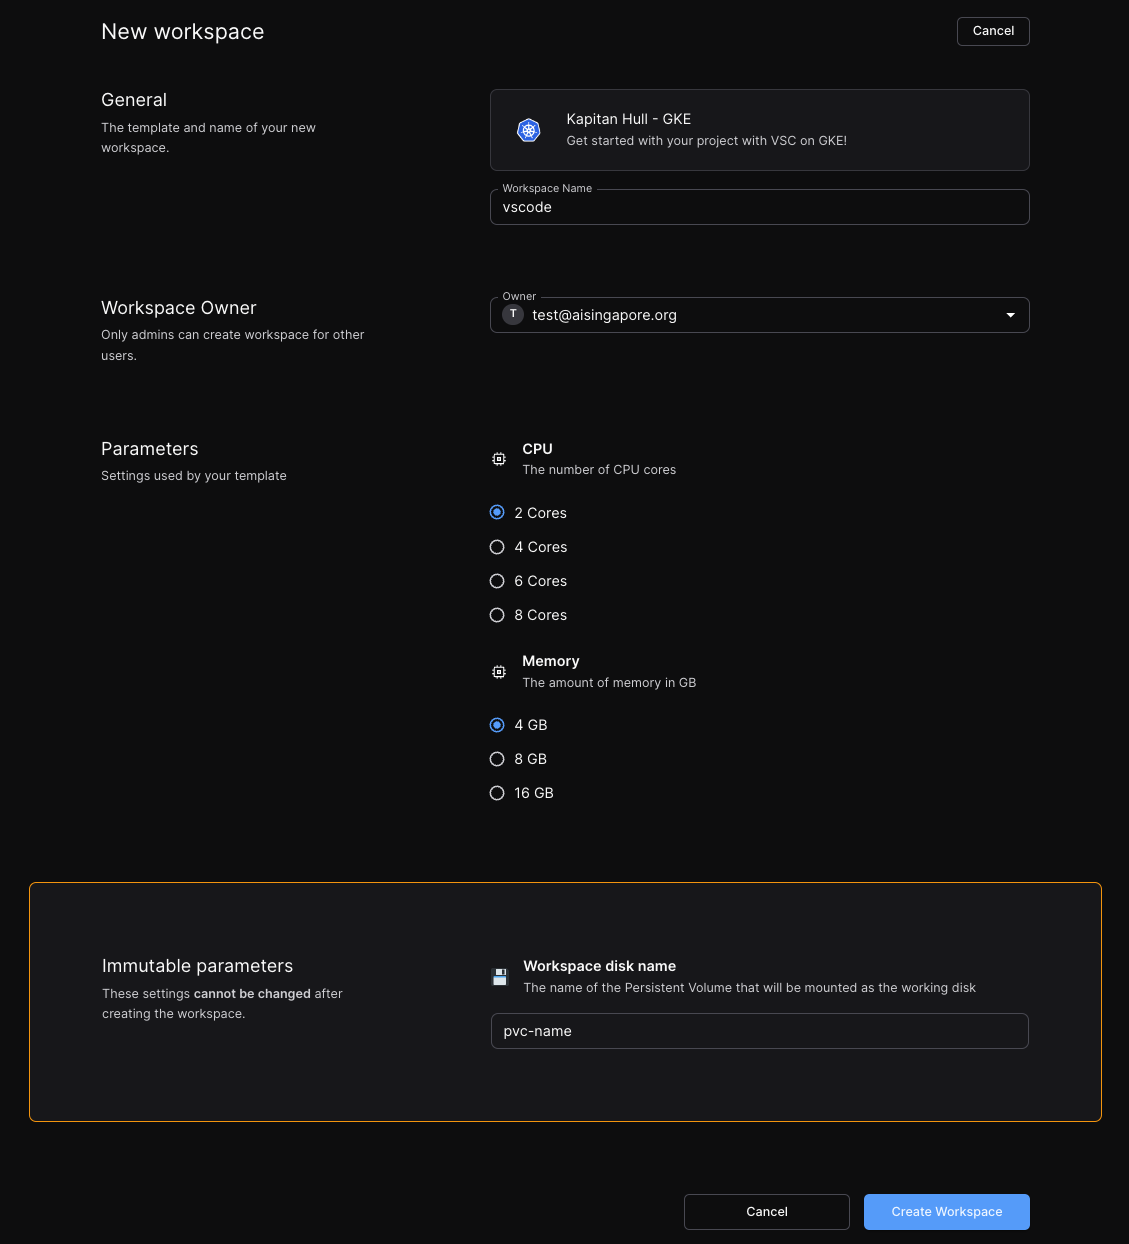 New workspace
Cancel
General
The template and name of your new
workspace.
Kapitan Hull - GKE
Get started with your project with VSC on GKE!
Workspace Name
vscode
Workspace Owner
Only admins can create workspace for other
users.
Owner
T test@aisingapore.org
Parameters
Settings used by your template
CPU
The number of CPU cores
2 Cores
4 Cores
6 Cores
8 Cores
Memory
The amount of memory in GB
4 GB
8 GB
16 GB
Immutable parameters
These settings cannot be changed after
creating the workspace.
Workspace disk name
The name of the Persistent Volume that will be mounted as the working disk
pvc-name
Cancel
Create Workspace